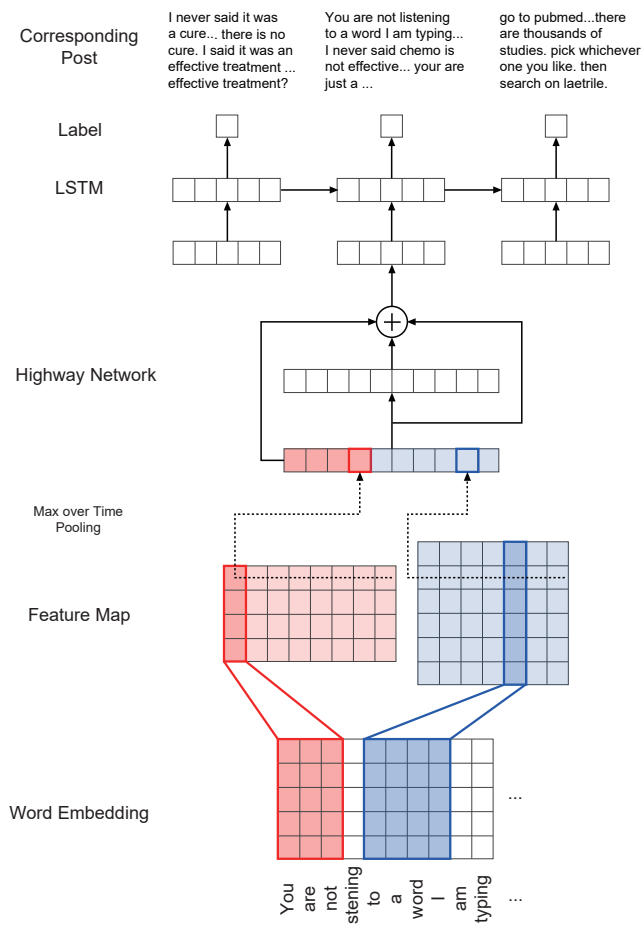 Corresponding
Post
I never said it was
a cure... there is no
cure. I said it was an
effective treatment ...
effective treatment?
You are not listening
to a word I am typing...
I never said chemo is
not effective... your are
just a ...
go to pubmed...there
are thousands of
studies. pick whichever
one you like. then
search on laetrile.
Label
LSTM
+
Highway Network
Max over Time
Pooling
Feature Map
Word Embedding
...
You
are
not
stening
to
a
word
I
am
typing
...